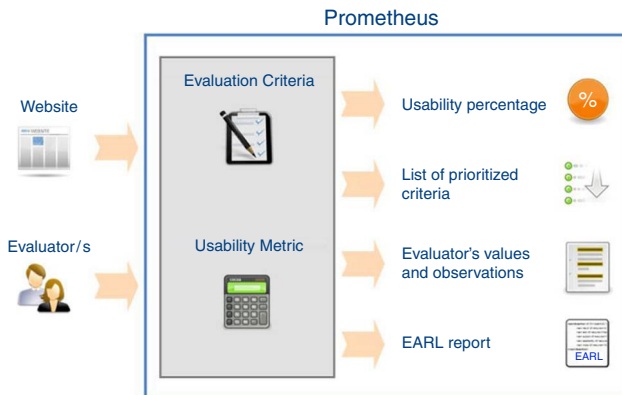 Prometheus
Website
Evaluator/s
Evaluation Criteria
Usability Metric
Usability percentage
%
List of prioritized
criteria
Evaluator's values
and observations
EARL report
EARL